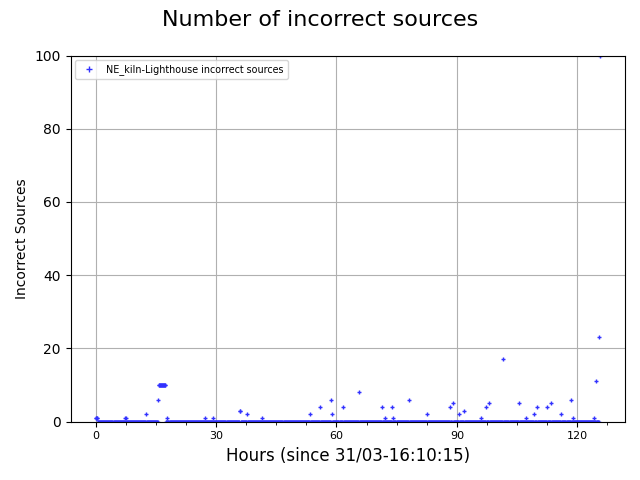 Number of incorrect sources
100
NE_kiln-Lighthouse incorrect sources
80
60
40
20
0
Incorrect Sources
0 30 60 90 120
Hours (since 31/03-16:10:15)